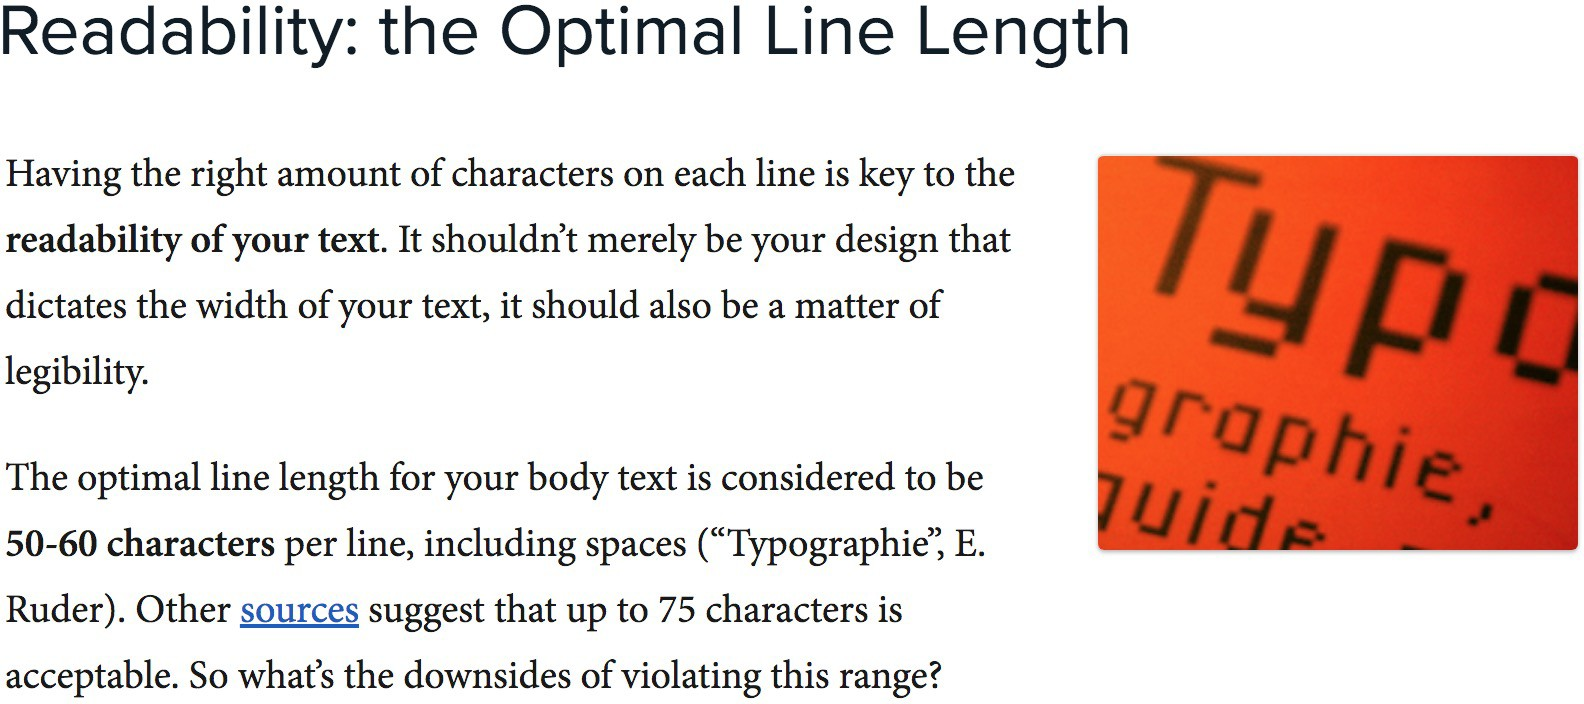 Readability: the Optimal Line Length
Having the right amount of characters on each line is key to the
readability of your text. It shouldn’t merely be your design that
dictates the width of your text, it should also be a matter of
legibility.
The optimal line length for your body text is considered to be
50-60 characters per line, including spaces (“Typographie”, E.
Ruder). Other sources suggest that up to 75 characters is
acceptable. So what’s the downsides of violating this range?
Typo
graphie,
guide